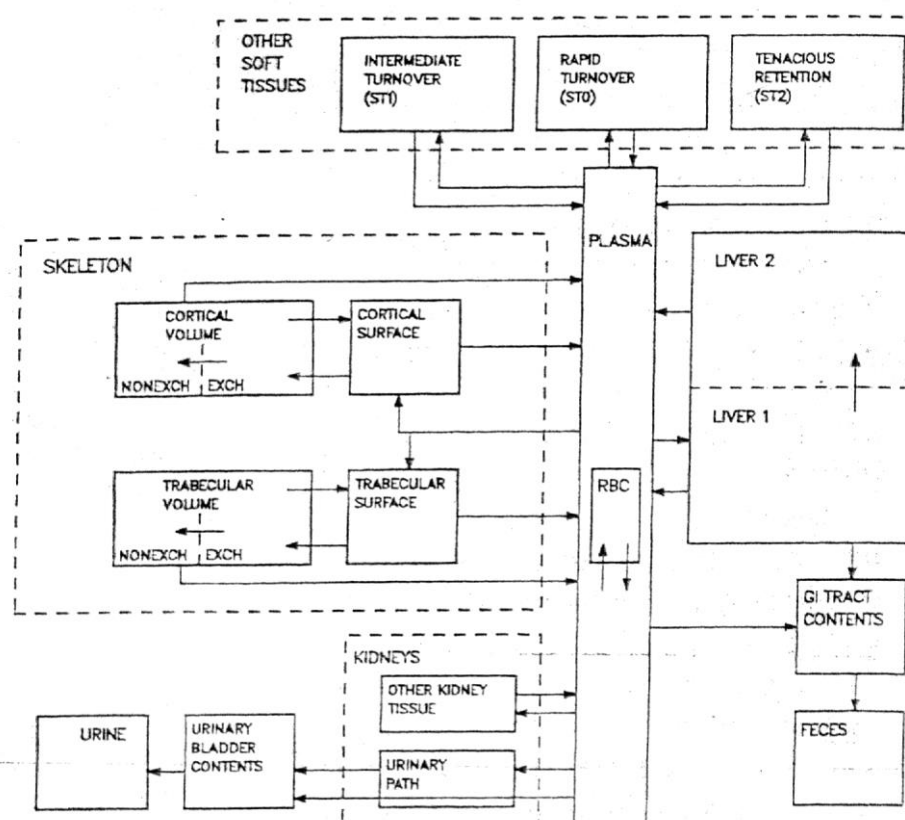 OTHER
SOFT
TISSUES
INTERMEDIATE
TURNOVER
(ST1)
RAPID
TURNOVER
(ST0)
TENACIOUS
RETENTION
(ST2)
PLASMA
SKELETON
CORTICAL
VOLUME
NONEXCH
EXCH
CORTICAL
SURFACE
TRABECULAR
VOLUME
NONEXCH
EXCH
TRABECULAR
SURFACE
RBC
LIVER 2
LIVER 1
GI TRACT
CONTENTS
FECES
KIDNEYS
OTHER KIDNEY
TISSUE
URINARY
PATH
URINARY
BLADDER
CONTENTS
URINE